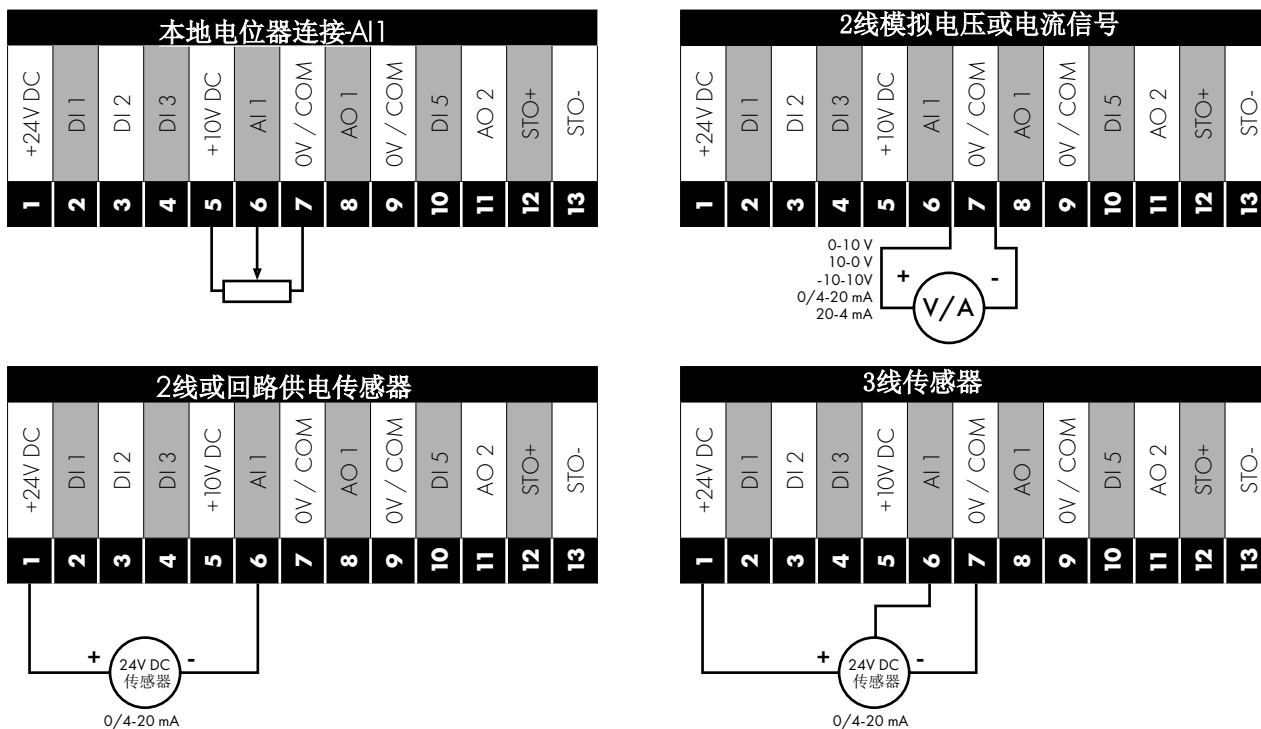 本地电位器连接-AI1
+24V DC
DI 1
DI 2
DI 3
+10V DC
AI 1
0V / COM
AO 1
0V / COM
DI 5
AO 2
STO+
STO-
1
2
3
4
5
6
7
8
9
10
11
12
13
2线模拟电压或电流信号
+24V DC
DI 1
DI 2
DI 3
+10V DC
AI 1
0V / COM
AO 1
0V / COM
DI 5
AO 2
STO+
STO-
1
2
3
4
5
6
7
8
9
10
11
12
13
0-10 V
10-0 V
-10-10V
0/4-20 mA
20-4 mA
+
-
V/A
2线或回路供电传感器
+24V DC
DI 1
DI 2
DI 3
+10V DC
AI 1
0V / COM
AO 1
0V / COM
DI 5
AO 2
STO+
STO-
1
2
3
4
5
6
7
8
9
10
11
12
13
+
-
24V DC
传感器
0/4-20 mA
3线传感器
+24V DC
DI 1
DI 2
DI 3
+10V DC
AI 1
0V / COM
AO 1
0V / COM
DI 5
AO 2
STO+
STO-
1
2
3
4
5
6
7
8
9
10
11
12
13
+
-
24V DC
传感器
0/4-20 mA